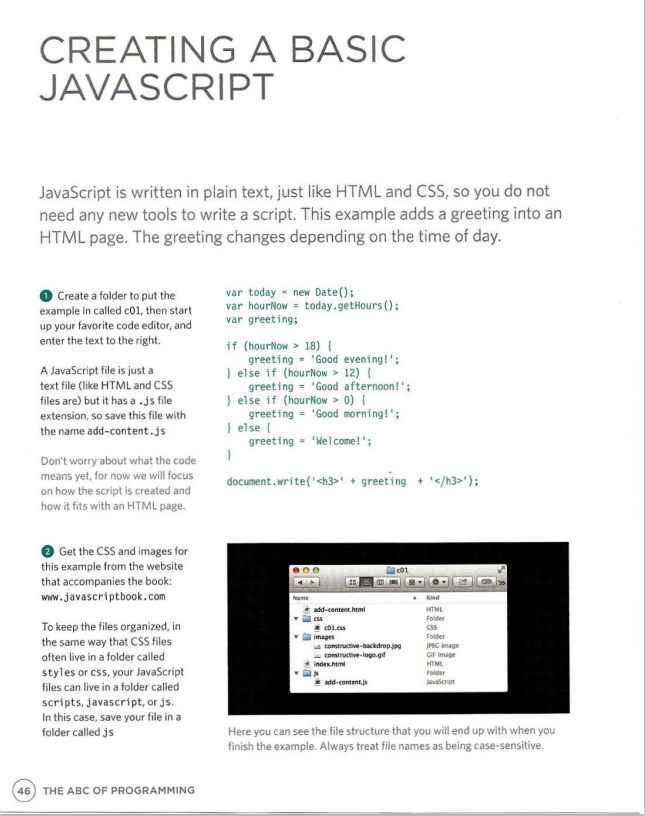 CREATING A BASIC
JAVASCRIPT
JavaScript is written in plain text, just like HTML and CSS, so you do not
need any new tools to write a script. This example adds a greeting into an
HTML page. The greeting changes depending on the time of day.
1 Create a folder to put the
example in called c01, then start
up your favorite code editor, and
enter the text to the right.
A JavaScript file is just a
text file (like HTML and CSS
files are) but it has a .js file
extension, so save this file with
the name add-content.js
Don't worry about what the code
means yet, for now we will focus
on how the script is created and
how it fits with an HTML page.
var today = new Date();
var hourNow = today.getHours();
var greeting;
if (hourNow > 18) {
greeting = 'Good evening!';
} else if (hourNow > 12) {
greeting = 'Good afternoon!';
} else if (hourNow > 0) {
greeting = 'Good morning!';
} else {
greeting = 'Welcome!';
}
document.write('<h3>' + greeting + '</h3>');
2 Get the CSS and images for
this example from the website
that accompanies the book:
www.javascriptbook.com
To keep the files organized, in
the same way that CSS files
often live in a folder called
styles or css, your JavaScript
files can live in a folder called
scripts, javascript, or js.
In this case, save your file in a
folder called js
c01
Name Kind
add-content.html HTML
css Folder
c01.css CSS
images Folder
constructive-backdrop.jpg JPEG image
constructive-logo.gif GIF image
index.html HTML
js Folder
add-content.js JavaScript
Here you can see the file structure that you will end up with when you
finish the example. Always treat file names as being case-sensitive.
46 THE ABC OF PROGRAMMING